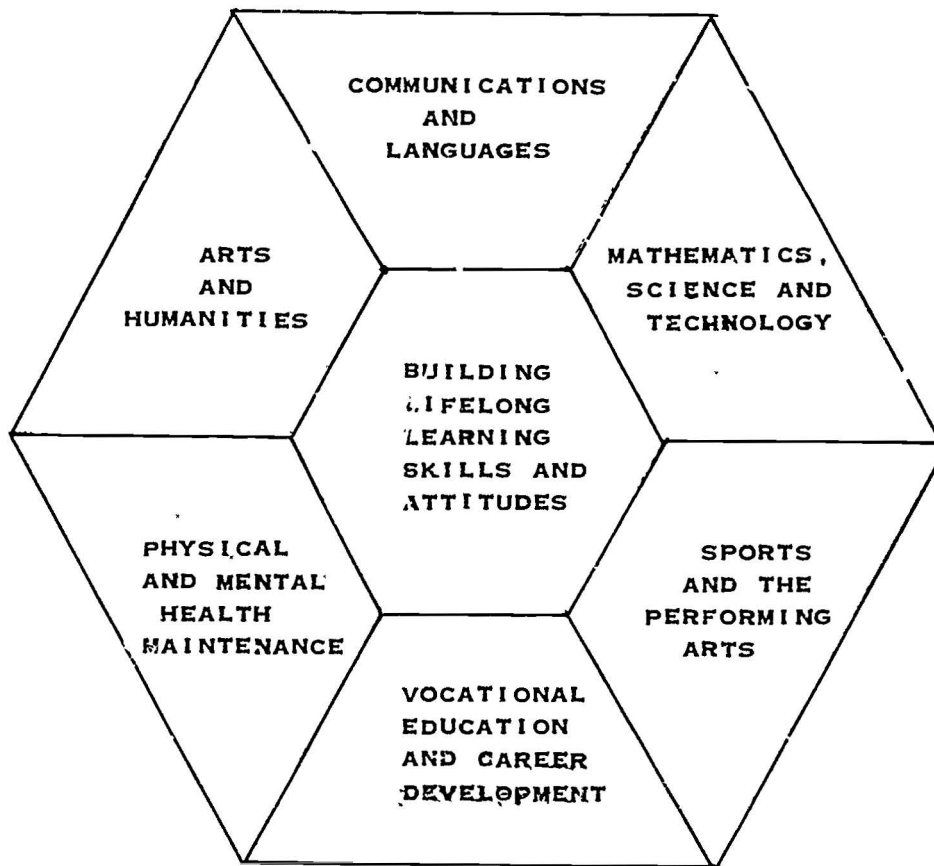 COMMUNICATIONS
AND
LANGUAGES
ARTS
AND
HUMANITIES
MATHEMATICS,
SCIENCE AND
TECHNOLOGY
BUILDING
LIFELONG
LEARNING
SKILLS AND
ATTITUDES
PHYSICAL
AND MENTAL
HEALTH
MAINTENANCE
SPORTS
AND THE
PERFORMING
ARTS
VOCATIONAL
EDUCATION
AND CAREER
DEVELOPMENT